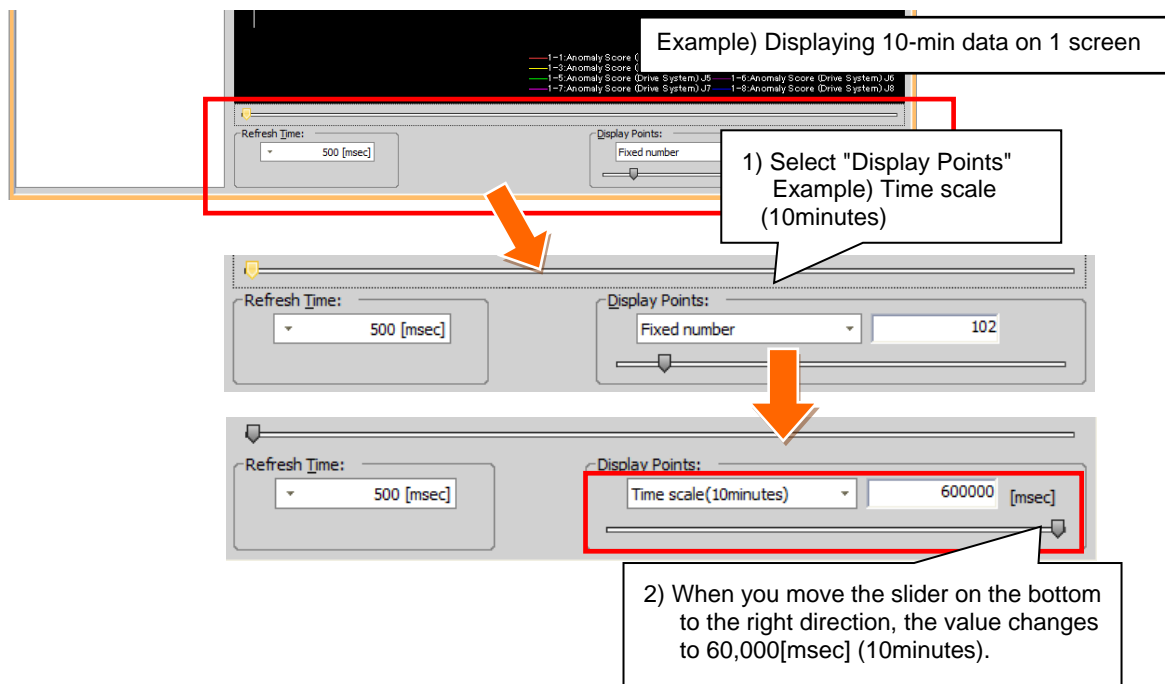 Example) Displaying 10-min data on 1 screen
1-1:Anomaly Score (
1-3:Anomaly Score (
1-5:Anomaly Score (Drive System) J5 1-6:Anomaly Score (Drive System) J6
1-7:Anomaly Score (Drive System) J7 1-8:Anomaly Score (Drive System) J8
Refresh Time:
500 [msec]
Display Points:
Fixed number
1) Select "Display Points"
Example) Time scale
(10minutes)
Refresh Time:
500 [msec]
Display Points:
Fixed number
102
Refresh Time:
500 [msec]
Display Points:
Time scale(10minutes)
600000 [msec]
2) When you move the slider on the bottom
to the right direction, the value changes
to 60,000[msec] (10minutes).